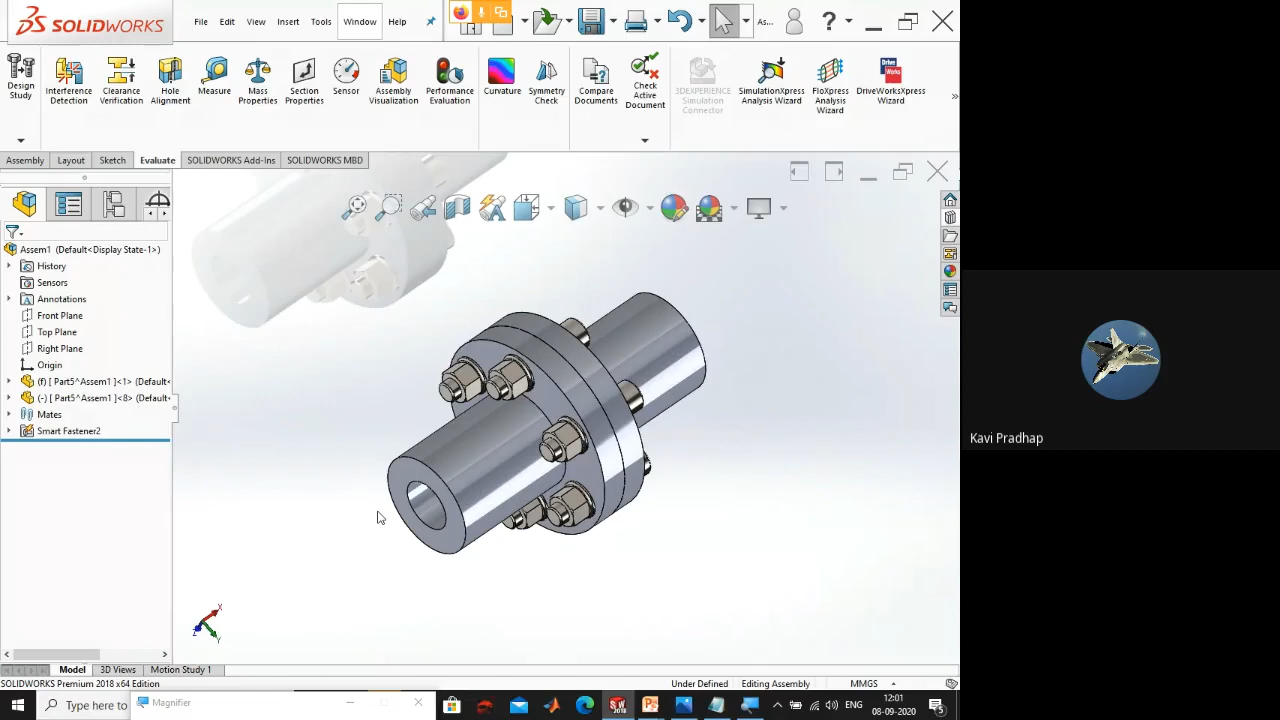 SOLIDWORKS
File Edit View Insert Tools Window Help
As...
Design Study
Interference Detection
Clearance Verification
Hole Alignment
Measure
Mass Properties
Section Properties
Sensor
Assembly Visualization
Performance Evaluation
Curvature
Symmetry Check
Compare Documents
Check Active Document
3DEXPERIENCE Simulation Connector
SimulationXpress Analysis Wizard
FloXpress Analysis Wizard
DriveWorksXpress Wizard
Assembly Layout Sketch Evaluate SOLIDWORKS Add-Ins SOLIDWORKS MBD
Assem1 (Default<Display State-1>)
History
Sensors
Annotations
Front Plane
Top Plane
Right Plane
Origin
(f) [ Part5^Assem1 ]<1> (Default<
(-) [ Part5^Assem1 ]<8> (Default<
Mates
Smart Fastener2
Kavi Pradhap
X
Y
Z
Model 3D Views Motion Study 1
SOLIDWORKS Premium 2018 x64 Edition
Under Defined Editing Assembly MMGS
Type here to
Magnifier
ENG
12:01
08-09-2020
5